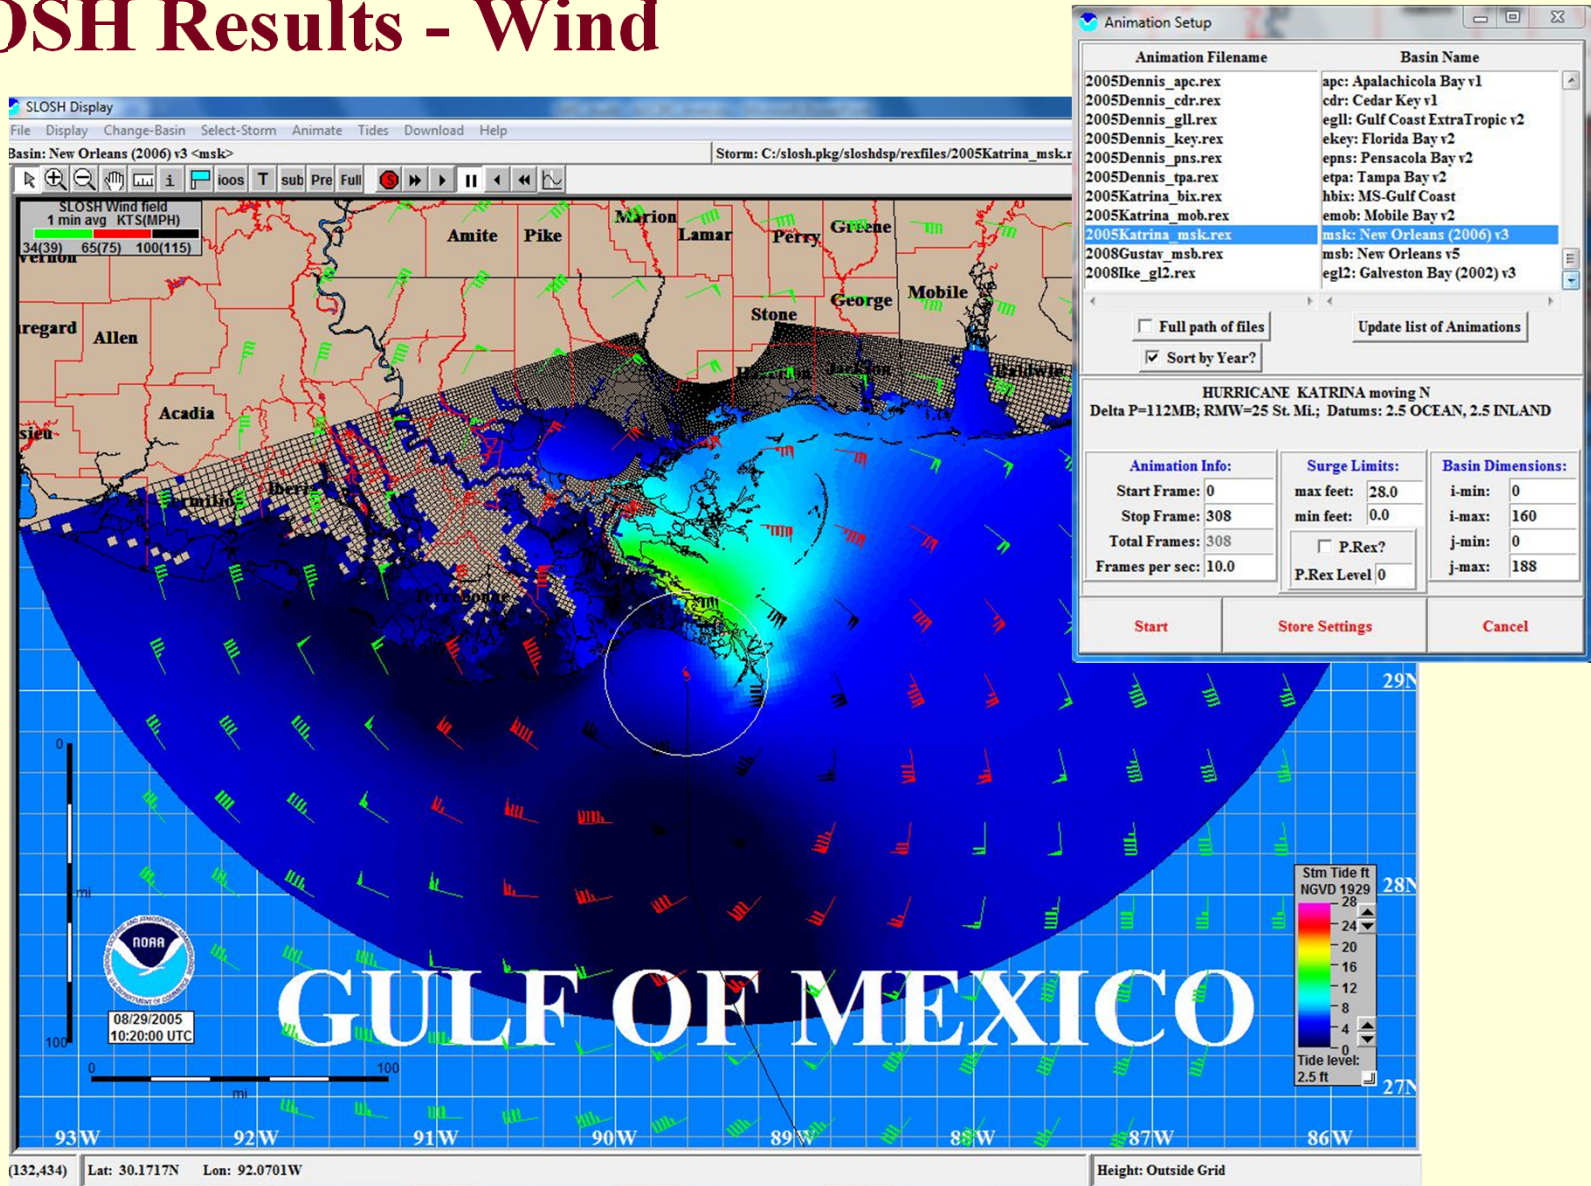 OSH Results - Wind
SLOSH Display
File Display Change-Basin Select-Storm Animate Tides Download Help
Basin: New Orleans (2006) v3 <msk>
Storm: C:/slosh.pkg/sloshdsp/rexfiles/2005Katrina_msk.r
i ioos T sub Pre Full
SLOSH Wind field
1 min avg KTS(MPH)
34(39) 65(75) 100(115)
Vernon
Amite
Pike
Marion
Lamar
Perry
Greene
regard
Allen
Stone
George
Mobile
Jackson
Baldwin
Acadia
sieu
Vermilion
Iberi
Terrebonne
29N
28N
27N
0
mi
100
NOAA
08/29/2005
10:20:00 UTC
GULF OF MEXICO
0 100
mi
93W 92W 91W 90W 89W 88W 87W 86W
Stm Tide ft
NGVD 1929
28
24
20
16
12
8
4
0
Tide level:
2.5 ft
(132,434) Lat: 30.1717N Lon: 92.0701W Height: Outside Grid
Animation Setup
Animation Filename Basin Name
2005Dennis_apc.rex apc: Apalachicola Bay v1
2005Dennis_cdr.rex cdr: Cedar Key v1
2005Dennis_gll.rex egll: Gulf Coast ExtraTropic v2
2005Dennis_key.rex ekey: Florida Bay v2
2005Dennis_pns.rex epns: Pensacola Bay v2
2005Dennis_tpa.rex etpa: Tampa Bay v2
2005Katrina_bix.rex hbix: MS-Gulf Coast
2005Katrina_mob.rex emob: Mobile Bay v2
2005Katrina_msk.rex msk: New Orleans (2006) v3
2008Gustav_msb.rex msb: New Orleans v5
2008Ike_gl2.rex egl2: Galveston Bay (2002) v3
Full path of files Update list of Animations
Sort by Year?
HURRICANE KATRINA moving N
Delta P=112MB; RMW=25 St. Mi.; Datums: 2.5 OCEAN, 2.5 INLAND
Animation Info: Surge Limits: Basin Dimensions:
Start Frame: 0 max feet: 28.0 i-min: 0
Stop Frame: 308 min feet: 0.0 i-max: 160
Total Frames: 308 P.Rex? j-min: 0
Frames per sec: 10.0 P.Rex Level 0 j-max: 188
Start Store Settings Cancel